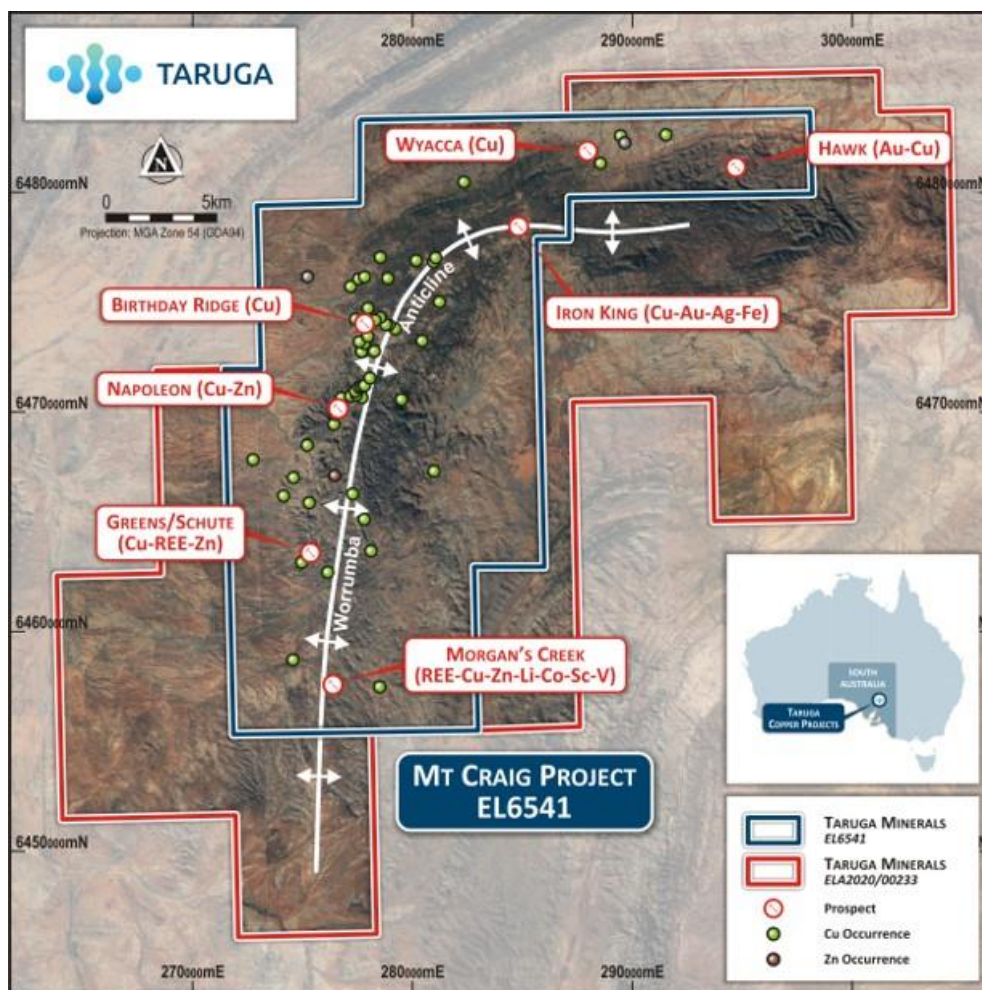 TARUGA
280000mE
290000mE
300000mE
N
0
5km
Projection: MGA Zone 54 (GDA94)
WYACCA (CU)
HAWK (AU-CU)
6480000mN
6480000mN
Anticline
BIRTHDAY RIDGE (CU)
IRON KING (CU-AU-AG-FE)
NAPOLEON (CU-ZN)
6470000mN
6470000mN
GREENS/SCHUTE
(CU-REE-ZN)
Worrumba
6460000mN
MORGAN'S CREEK
(REE-CU-ZN-LI-CO-SC-V)
SOUTH
AUSTRALIA
TARUGA
COPPER PROJECTS
MT CRAIG PROJECT
EL6541
6450000mN
TARUGA MINERALS
EL6541
TARUGA MINERALS
ELA2020/00233
Prospect
Cu Occurrence
Zn Occurrence
270000mE
280000mE
290000mE